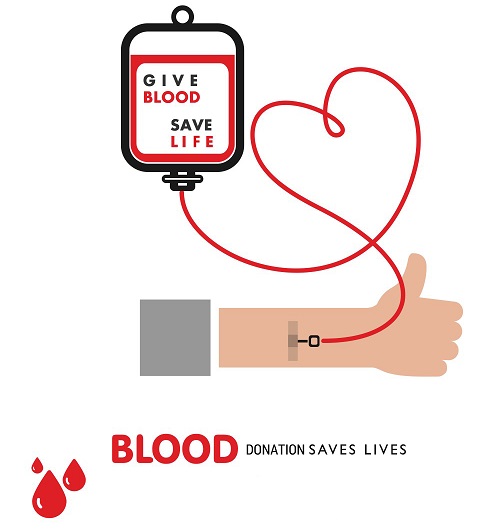 GIVE
BLOOD
SAVE
LIFE
BLOOD DONATION SAVES LIVES